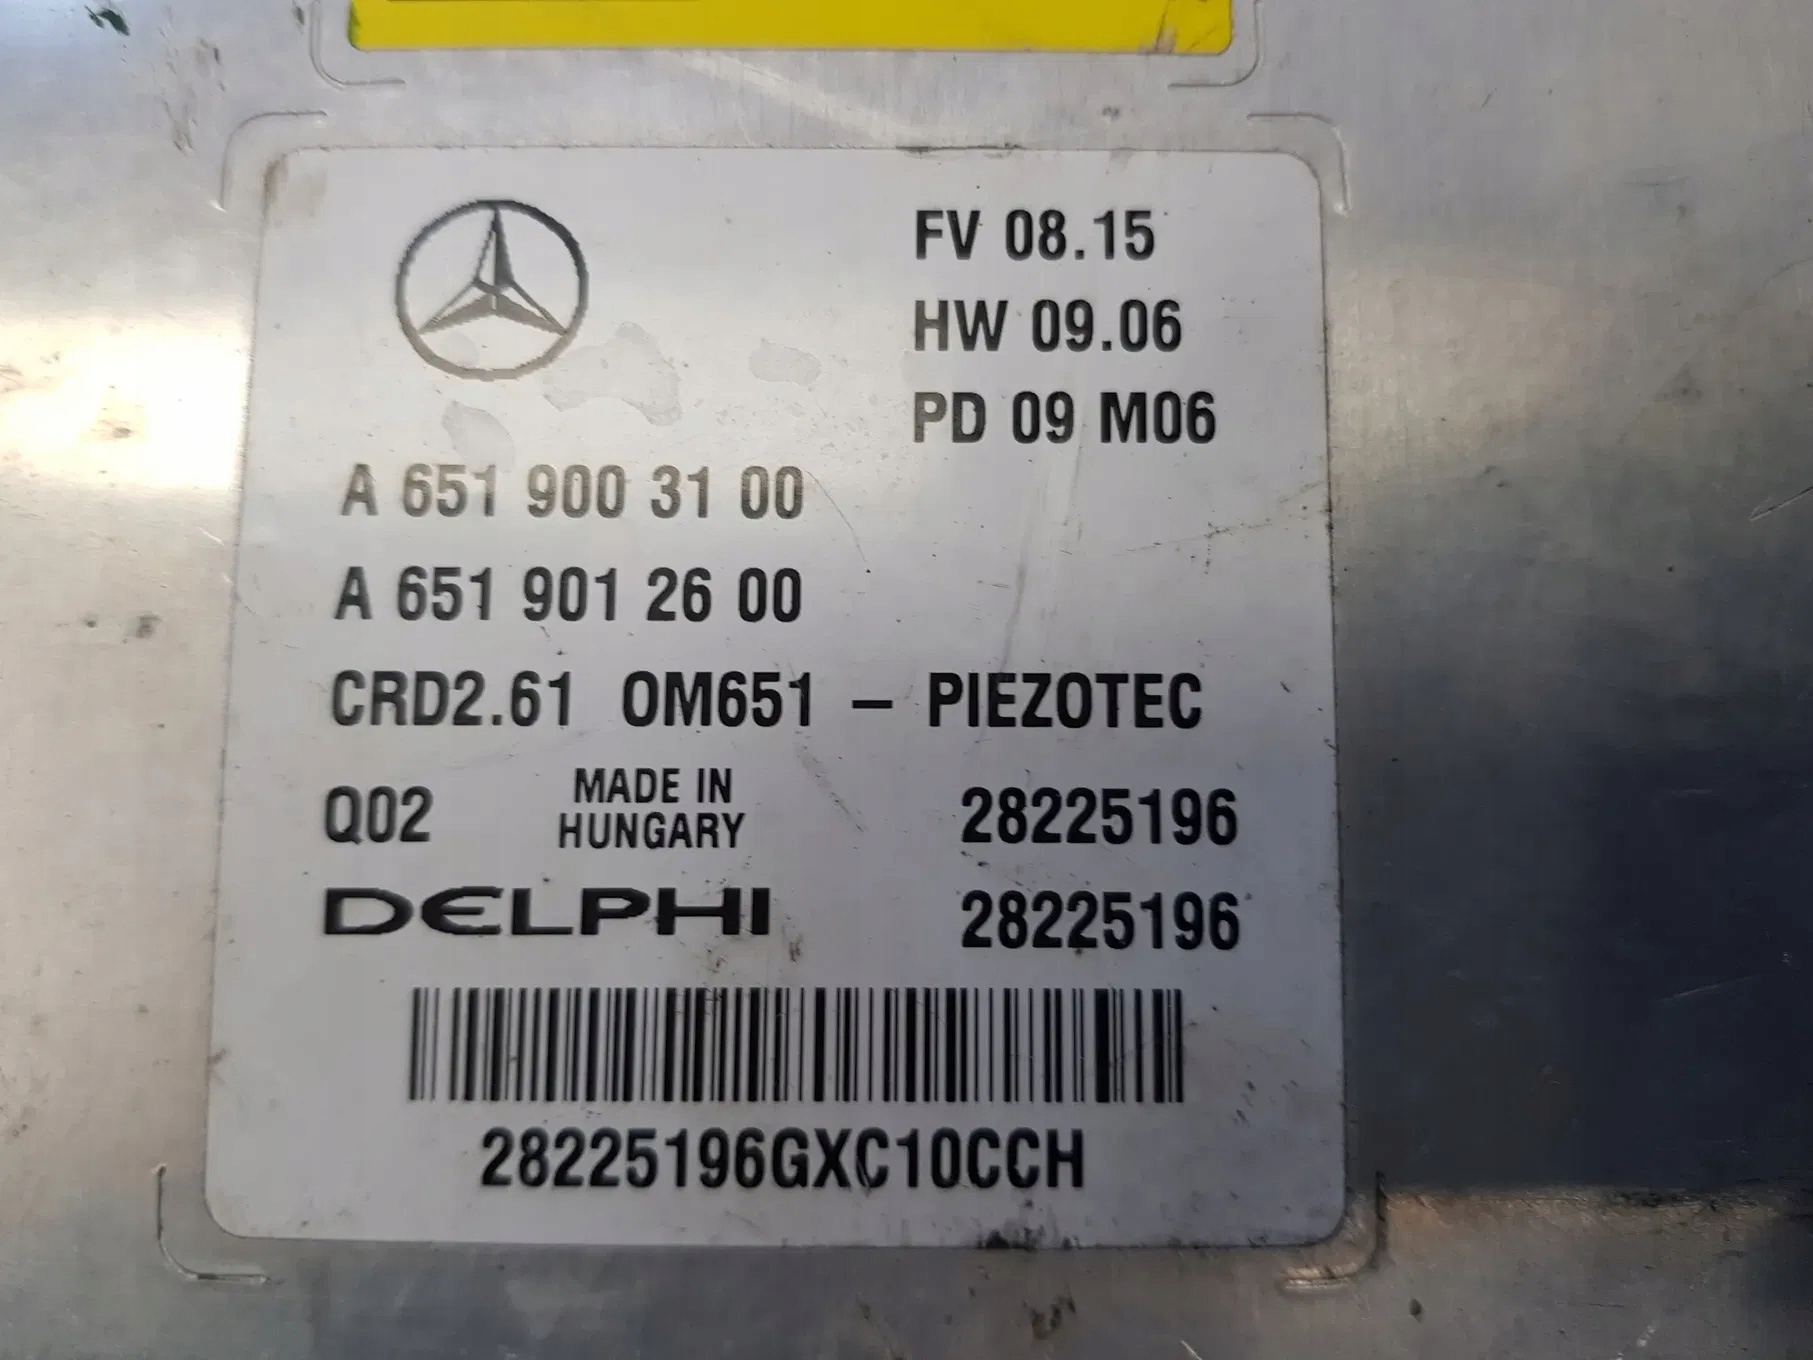 FV 08.15
HW 09.06
PD 09 M06
A 651 900 31 00
A 651 901 26 00
CRD2.61 OM651 – PIEZOTEC
Q02 MADE IN HUNGARY 28225196
DELPHI 28225196
28225196GXC10CCH